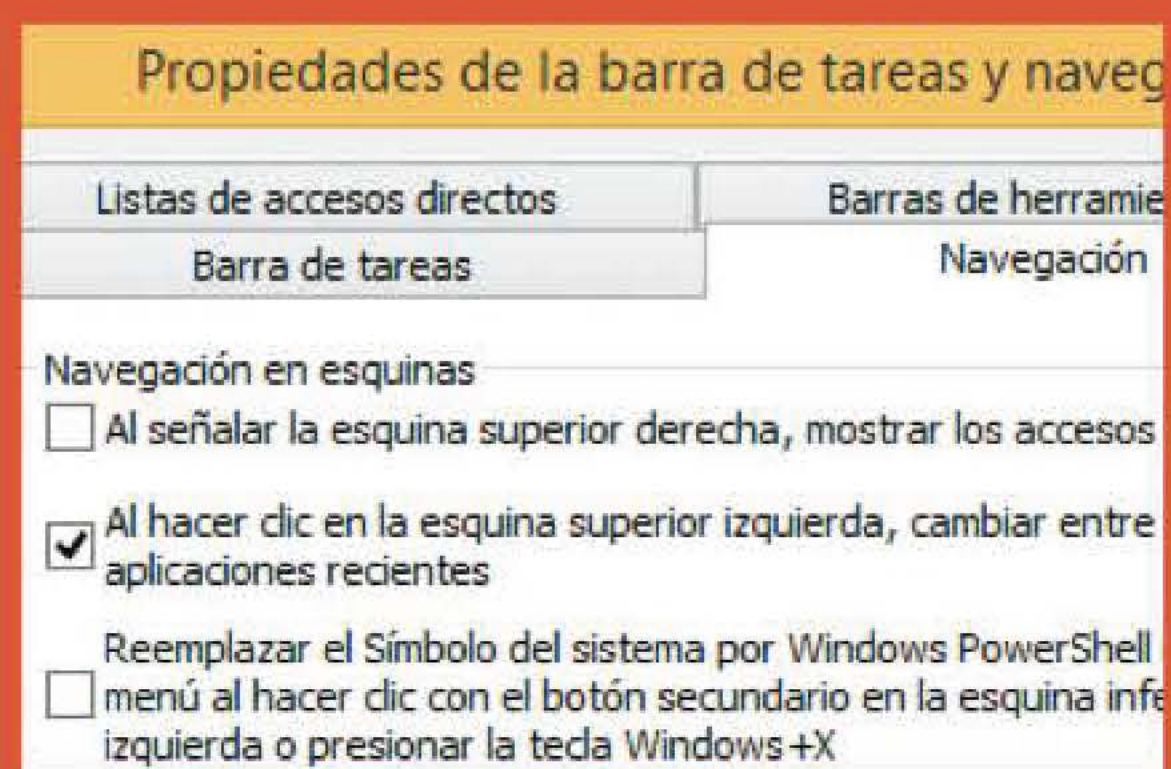 Propiedades de la barra de tareas y naveg
Listas de accesos directos
Barras de herramie
Barra de tareas
Navegación
Navegación en esquinas
Al señalar la esquina superior derecha, mostrar los accesos
Al hacer clic en la esquina superior izquierda, cambiar entre
aplicaciones recientes
Reemplazar el Símbolo del sistema por Windows PowerShell
menú al hacer clic con el botón secundario en la esquina infe
izquierda o presionar la tecla Windows+X